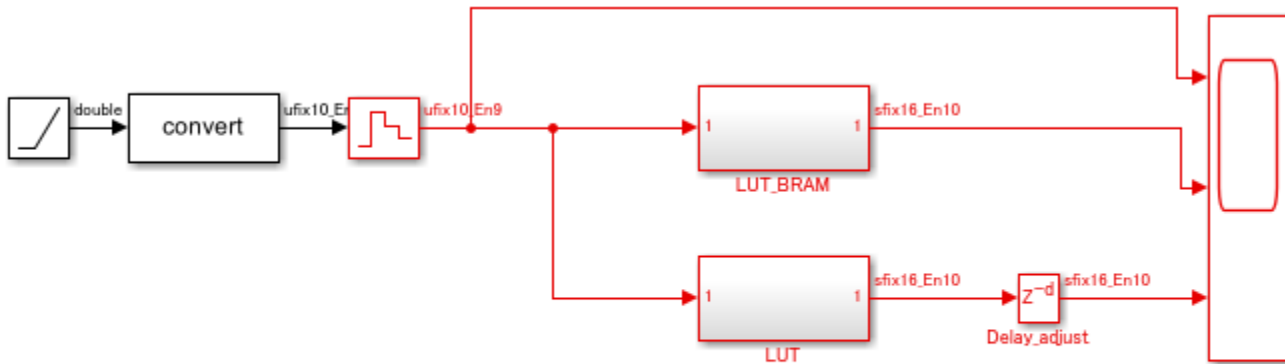 double
convert
ufix10_En9
1
1
sfix16_En10
LUT_BRAM
1
1
sfix16_En10
z-d
sfix16_En10
Delay_adjust
LUT